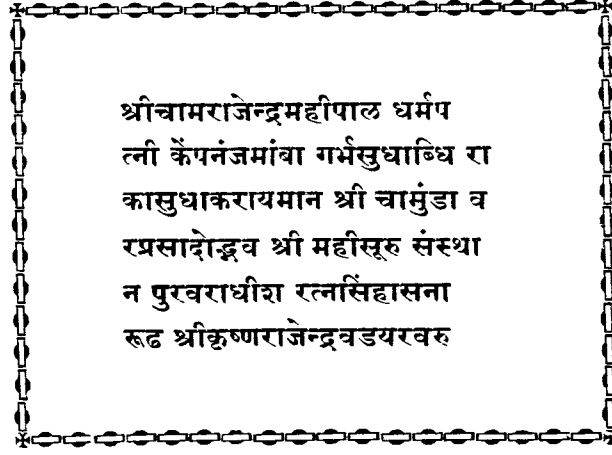 श्रीचामराजेन्द्रमहीपाल धर्मप
त्नी केंपनंजमांबा गर्भसुधाब्धि रा
कासुधाकरायमान श्री चामुंडा व
रप्रसादोद्भव श्री महीसूरु संस्था
न पुरवराधीश रत्नसिंहासना
रूढ श्रीकृष्णराजेन्द्रवडयरवरु